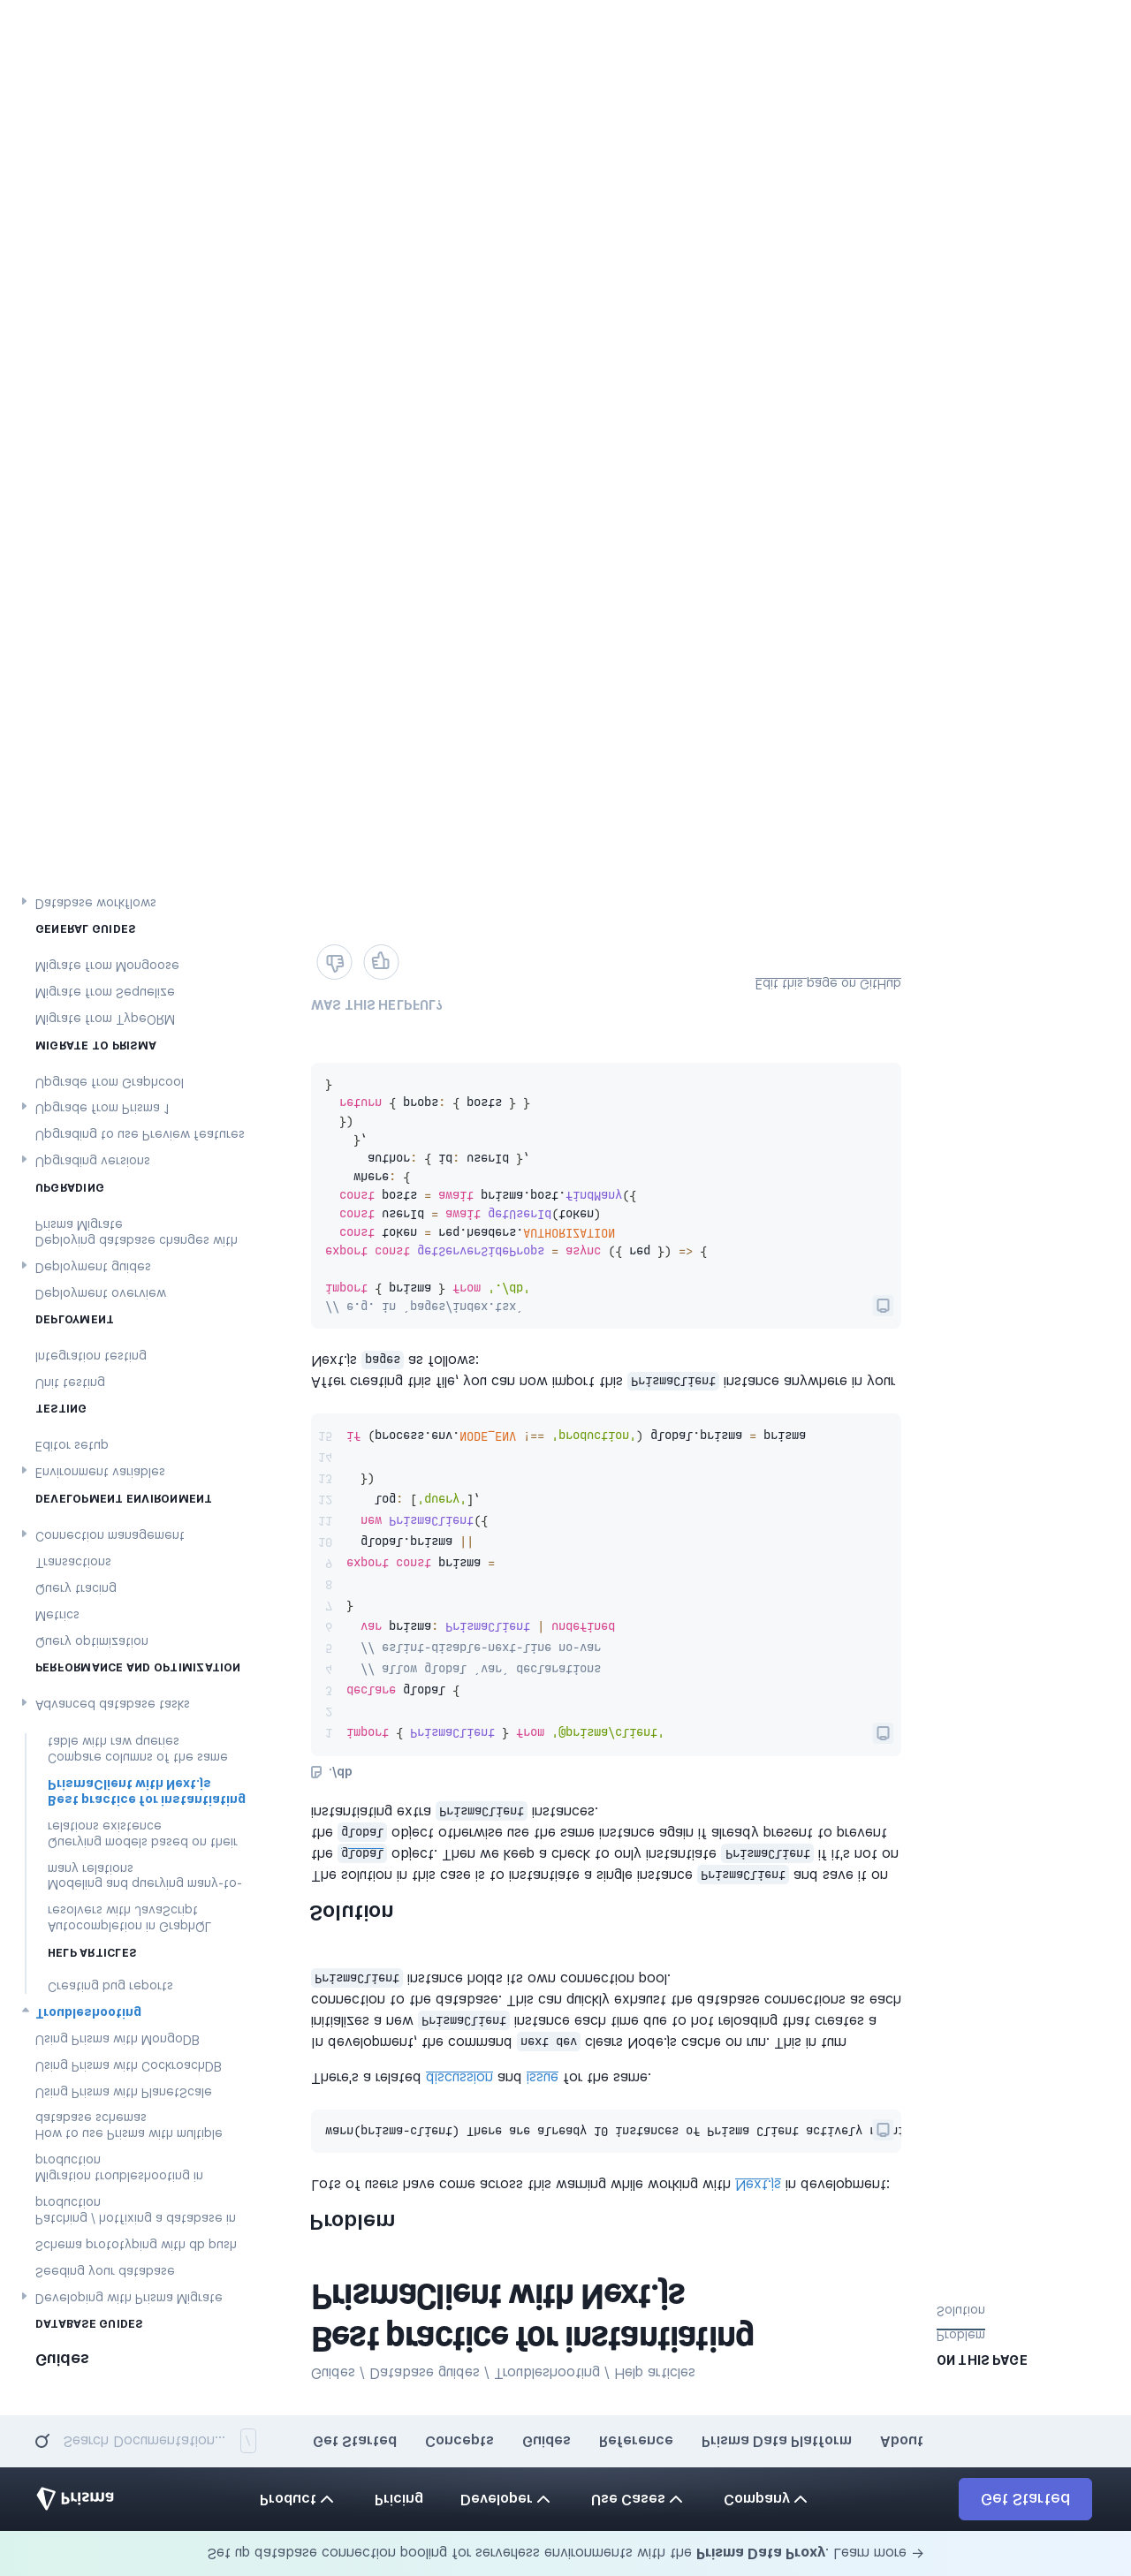 Set up database connection pooling for serverless environments with the Prisma Data Proxy. Learn more →
Prisma
Product
Pricing
Developer
Use Cases
Company
Get Started
Search Documentation...
/
Get Started
Concepts
Guides
Reference
Prisma Data Platform
About
Guides
DATABASE GUIDES
Developing with Prisma Migrate
Seeding your database
Schema prototyping with db push
Patching / hotfixing a database in
production
Migration troubleshooting in
production
How to use Prisma with multiple
database schemas
Using Prisma with PlanetScale
Using Prisma with CockroachDB
Using Prisma with MongoDB
Troubleshooting
Creating bug reports
HELP ARTICLES
Autocompletion in GraphQL
resolvers with JavaScript
Modeling and querying many-to-
many relations
Querying models based on their
relations existence
Best practice for instantiating
PrismaClient with Next.js
Compare columns of the same
table with raw queries
Advanced database tasks
PERFORMANCE AND OPTIMIZATION
Query optimization
Metrics
Query tracing
Transactions
Connection management
DEVELOPMENT ENVIRONMENT
Environment variables
Editor setup
TESTING
Unit testing
Integration testing
DEPLOYMENT
Deployment overview
Deployment guides
Deploying database changes with
Prisma Migrate
UPGRADING
Upgrading versions
Upgrading to use Preview features
Upgrade from Prisma 1
Upgrade from Graphcool
MIGRATE TO PRISMA
Migrate from TypeORM
Migrate from Sequelize
Migrate from Mongoose
GENERAL GUIDES
Database workflows
Guides / Database guides / Troubleshooting / Help articles
Best practice for instantiating
PrismaClient with Next.js
Problem
Lots of users have come across this warning while working with Next.js in development:
warn(prisma-client) There are already 10 instances of Prisma Client actively
There's a related discussion and issue for the same.
In development, the command next dev clears Node.js cache on run. This in turn
initializes a new PrismaClient instance each time due to hot reloading that creates a
connection to the database. This can quickly exhaust the database connections as each
PrismaClient instance holds its own connection pool.
Solution
The solution in this case is to instantiate a single instance PrismaClient and save it on
the global object. Then we keep a check to only instantiate PrismaClient if it's not on
the global object otherwise use the same instance again if already present to prevent
instantiating extra PrismaClient instances.
./db
1 import { PrismaClient } from '@prisma/client'
2
3 declare global {
4 // allow global `var` declarations
5 // eslint-disable-next-line no-var
6 var prisma: PrismaClient | undefined
7 }
8
9 export const prisma =
10 global.prisma ||
11 new PrismaClient({
12 log: ['query'],
13 })
14
15 if (process.env.NODE_ENV !== 'production') global.prisma = prisma
After creating this file, you can now import this PrismaClient instance anywhere in your
Next.js pages as follows:
// e.g. in `pages/index.tsx`
import { prisma } from './db'
export const getServerSideProps = async ({ req }) => {
const token = req.headers.AUTHORIZATION
const userId = await getUserId(token)
const posts = await prisma.post.findMany({
where: {
author: { id: userId },
},
})
return { props: { posts } }
}
WAS THIS HELPFUL?
Edit this page on GitHub
ON THIS PAGE
Problem
Solution